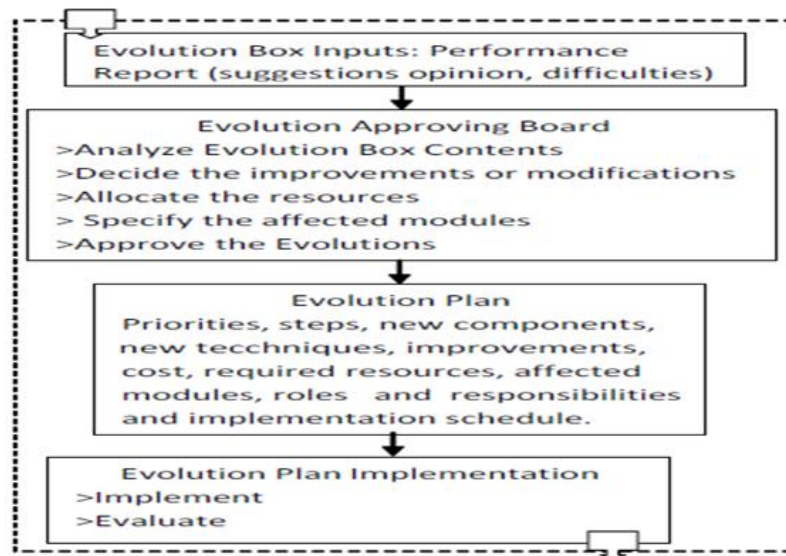 Evolution Box Inputs: Performance
Report (suggestions opinion, difficulties)
Evolution Approving Board
>Analyze Evolution Box Contents
>Decide the improvements or modifications
>Allocate the resources
> Specify the affected modules
>Approve the Evolutions
Evolution Plan
Priorities, steps, new components,
new tecchniques, improvements,
cost, required resources, affected
modules, roles and responsibilities
and implementation schedule.
Evolution Plan Implementation
>Implement
>Evaluate